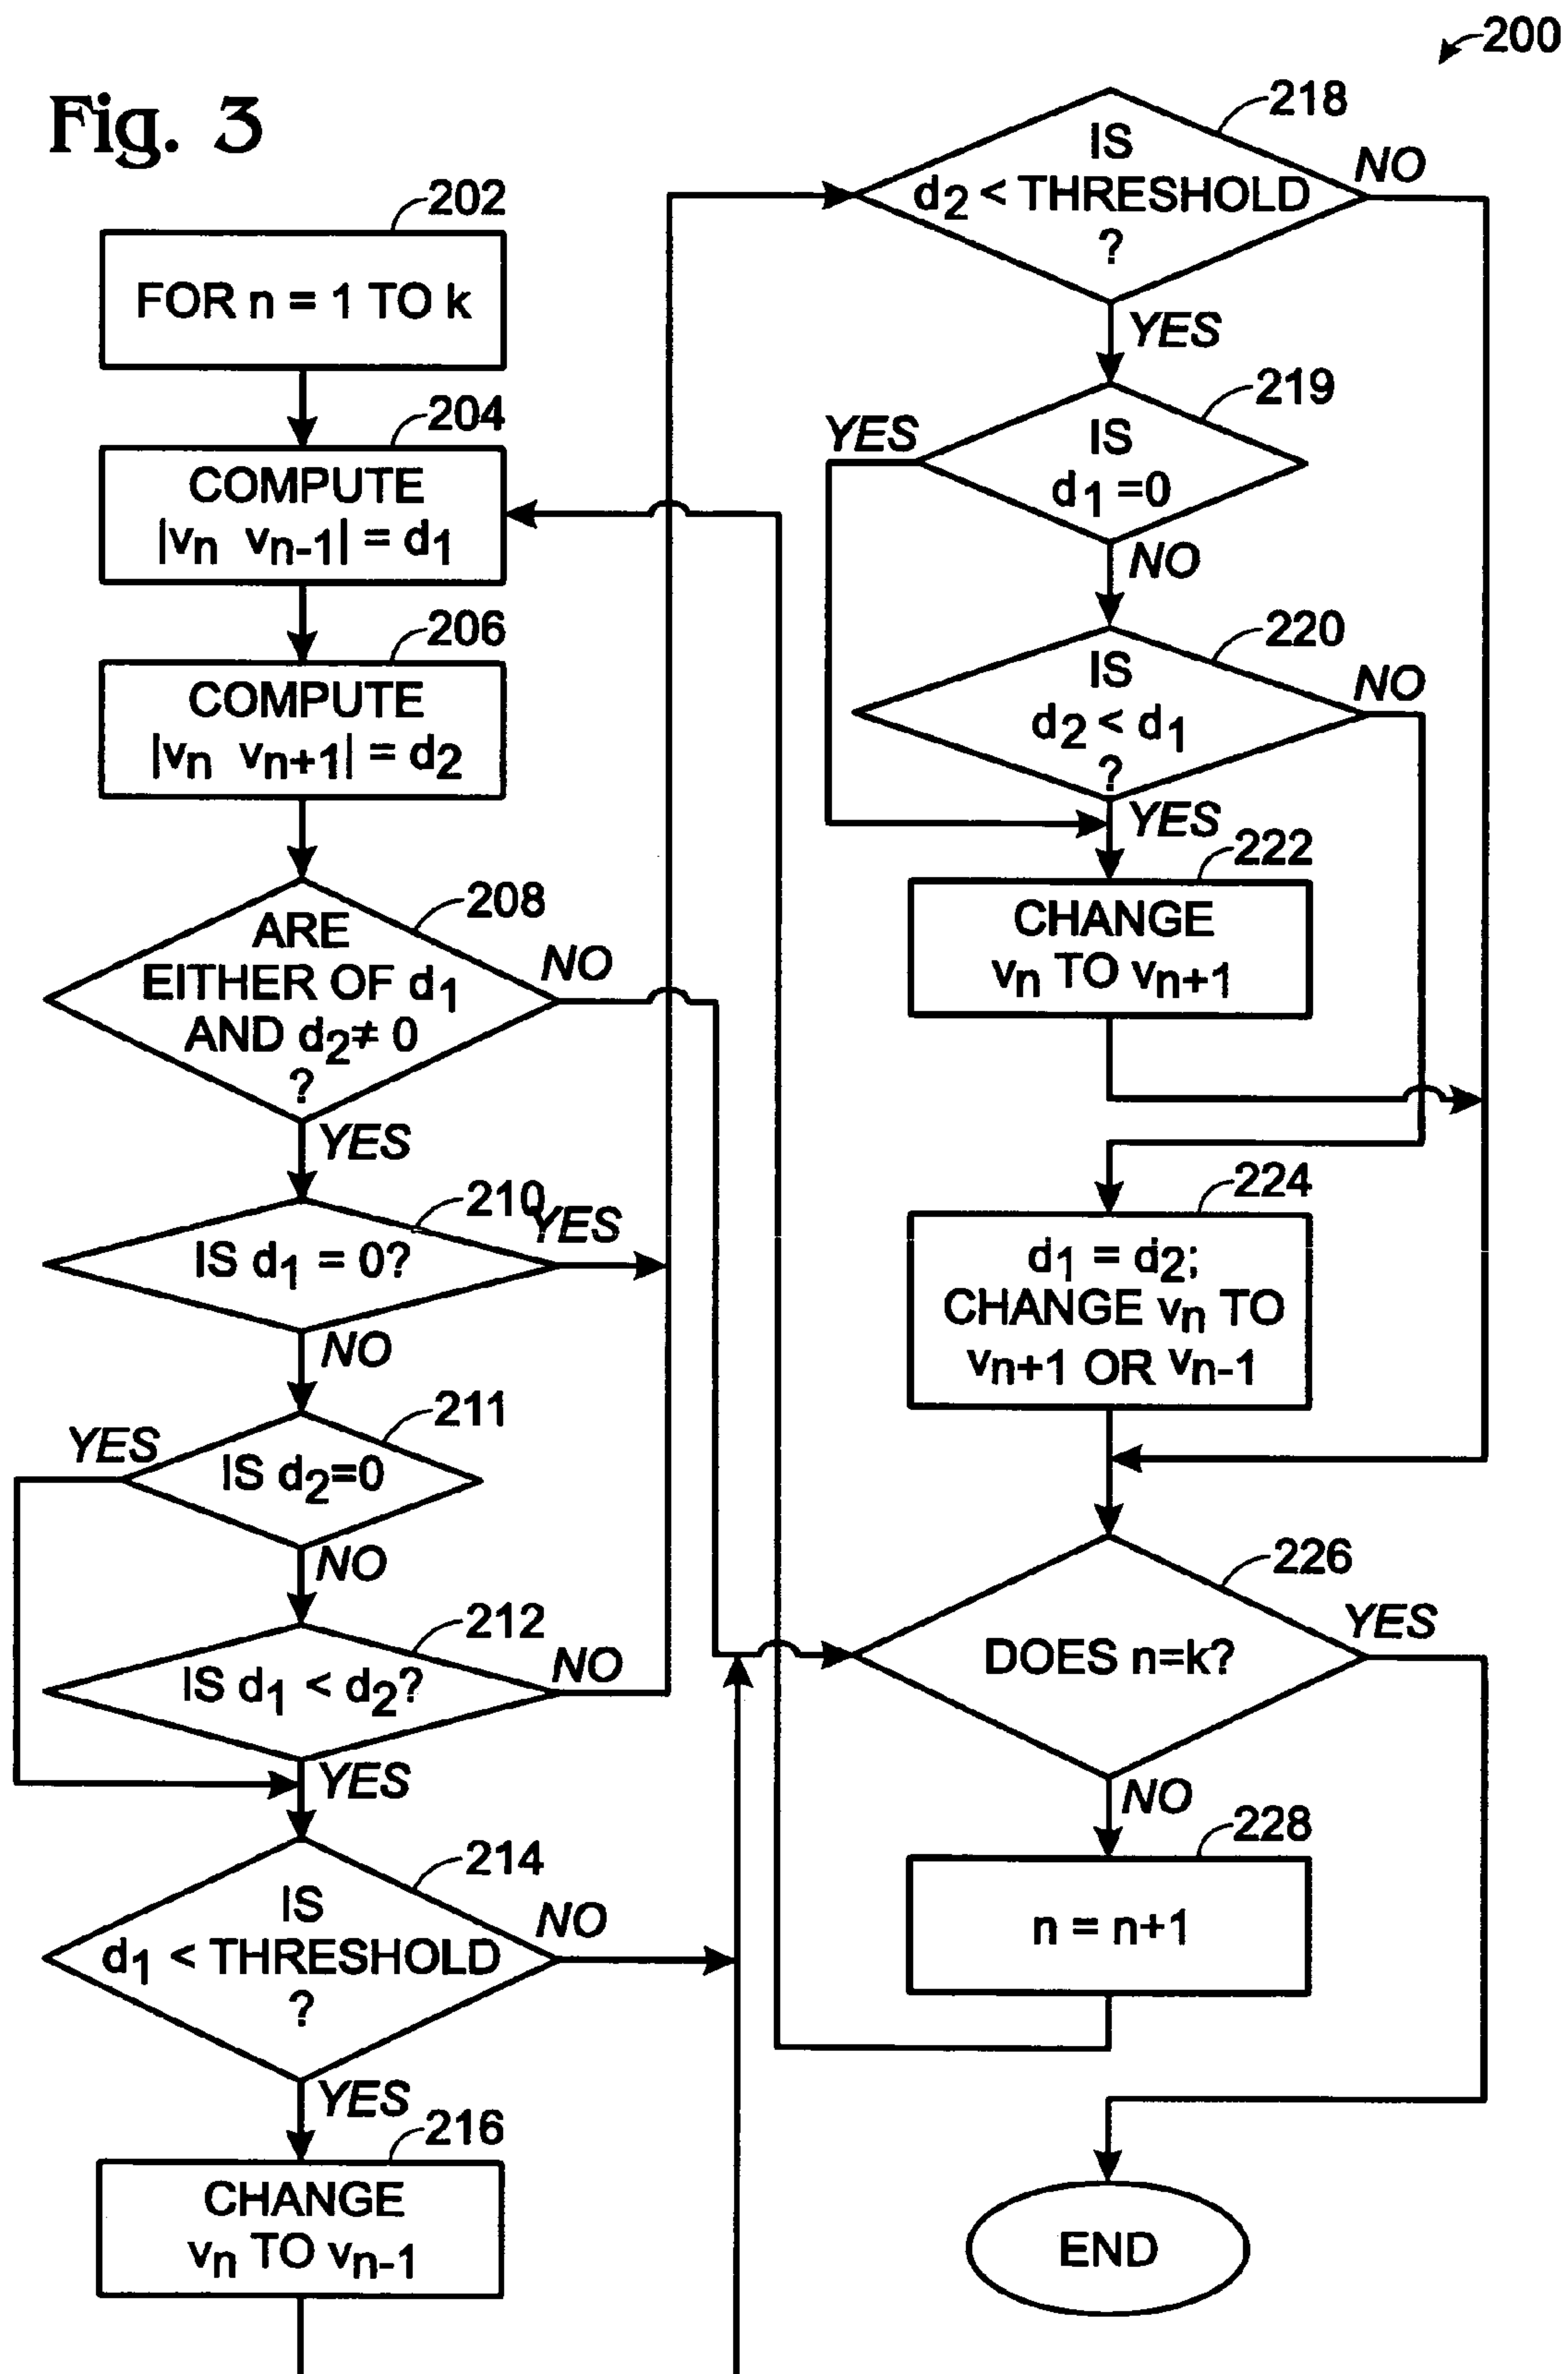 200
Fig. 3
202
FOR n = 1 TO k
204
COMPUTE
|vn vn-1| = d1
206
COMPUTE
|vn vn+1| = d2
208
ARE
EITHER OF d1
AND d2≠ 0
?
NO
YES
210
IS d1 = 0?
YES
NO
211
YES
IS d2=0
NO
212
IS d1 < d2?
NO
YES
214
IS
d1 < THRESHOLD
?
NO
YES
216
CHANGE
vn TO vn-1
218
IS
d2 < THRESHOLD
?
NO
YES
219
YES
IS
d1 =0
NO
220
IS
d2 < d1
?
NO
YES
222
CHANGE
vn TO vn+1
224
d1 = d2;
CHANGE vn TO
vn+1 OR vn-1
226
DOES n=k?
YES
NO
228
n = n+1
END